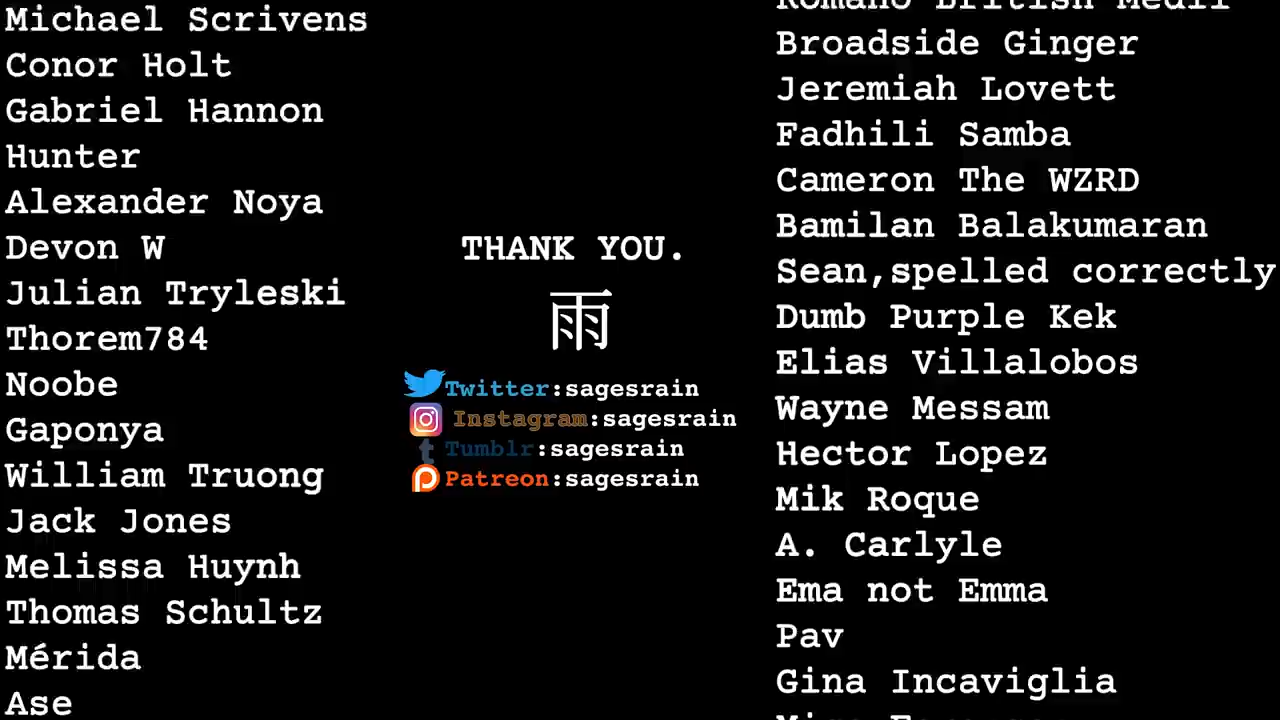 Michael Scrivens
Conor Holt
Gabriel Hannon
Hunter
Alexander Noya
Devon W
Julian Tryleski
Thorem784
Noobe
Gaponya
William Truong
Jack Jones
Melissa Huynh
Thomas Schultz
Mérida
Ase
THANK YOU.
雨
Twitter:sagesrain
Instagram:sagesrain
Tumblr:sagesrain
Patreon:sagesrain
Romano British Medli
Broadside Ginger
Jeremiah Lovett
Fadhili Samba
Cameron The WZRD
Bamilan Balakumaran
Sean,spelled correctly
Dumb Purple Kek
Elias Villalobos
Wayne Messam
Hector Lopez
Mik Roque
A. Carlyle
Ema not Emma
Pav
Gina Incaviglia